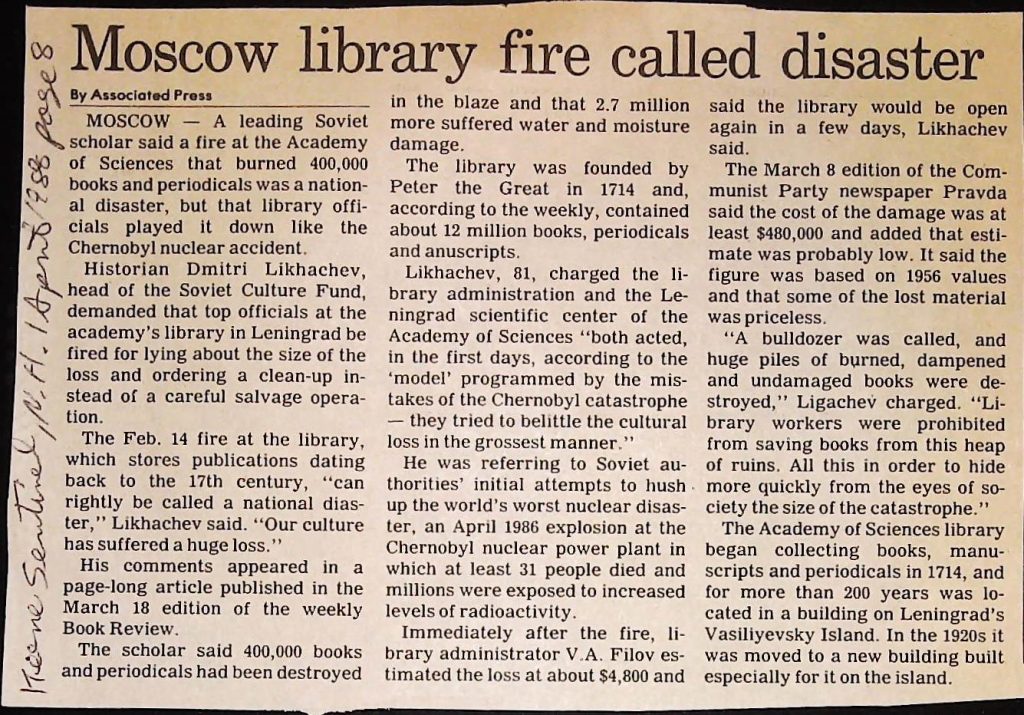 Moscow library fire called disaster
By Associated Press
MOSCOW — A leading Soviet
scholar said a fire at the Academy
of Sciences that burned 400,000
books and periodicals was a nation-
al disaster, but that library offi-
cials played it down like the
Chernobyl nuclear accident.
Historian Dmitri Likhachev,
head of the Soviet Culture Fund,
demanded that top officials at the
academy's library in Leningrad be
fired for lying about the size of the
loss and ordering a clean-up in-
stead of a careful salvage opera-
tion.
The Feb. 14 fire at the library,
which stores publications dating
back to the 17th century, "can
rightly be called a national dias-
ter," Likhachev said. "Our culture
has suffered a huge loss."
His comments appeared in a
page-long article published in the
March 18 edition of the weekly
Book Review.
The scholar said 400,000 books
and periodicals had been destroyed
in the blaze and that 2.7 million
more suffered water and moisture
damage.
The library was founded by
Peter the Great in 1714 and,
according to the weekly, contained
about 12 million books, periodicals
and anuscripts.
Likhachev, 81, charged the li-
brary administration and the Le-
ningrad scientific center of the
Academy of Sciences "both acted,
in the first days, according to the
'model' programmed by the mis-
takes of the Chernobyl catastrophe
— they tried to belittle the cultural
loss in the grossest manner."
He was referring to Soviet au-
thorities' initial attempts to hush
up the world's worst nuclear disas-
ter, an April 1986 explosion at the
Chernobyl nuclear power plant in
which at least 31 people died and
millions were exposed to increased
levels of radioactivity.
Immediately after the fire, li-
brary administrator V.A. Filov es-
timated the loss at about $4,800 and
said the library would be open
again in a few days, Likhachev
said.
The March 8 edition of the Com-
munist Party newspaper Pravda
said the cost of the damage was at
least $480,000 and added that esti-
mate was probably low. It said the
figure was based on 1956 values
and that some of the lost material
was priceless.
"A bulldozer was called, and
huge piles of burned, dampened
and undamaged books were de-
stroyed," Ligachev charged. "Li-
brary workers were prohibited
from saving books from this heap
of ruins. All this in order to hide
more quickly from the eyes of so-
ciety the size of the catastrophe."
The Academy of Sciences library
began collecting books, manu-
scripts and periodicals in 1714, and
for more than 200 years was lo-
cated in a building on Leningrad's
Vasiliyevsky Island. In the 1920s it
was moved to a new building built
especially for it on the island.
Keene Sentinel, N.H. 1 April 1988 page 8